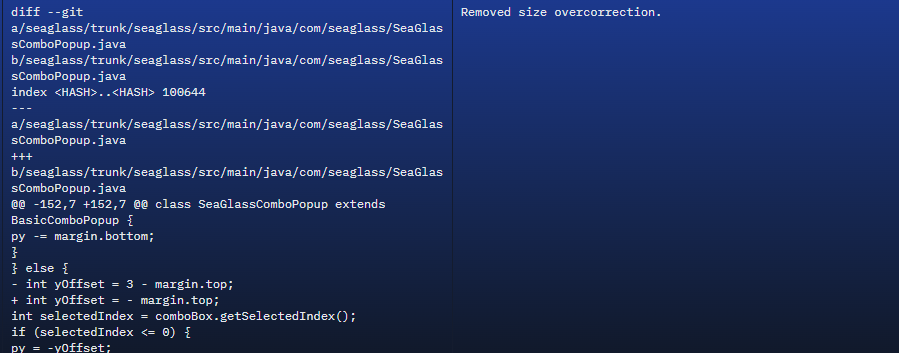 diff --git
a/seaglass/trunk/seaglass/src/main/java/com/seaglass/SeaGlas
sComboPopup.java
b/seaglass/trunk/seaglass/src/main/java/com/seaglass/SeaGlas
sComboPopup.java
index <HASH>..<HASH> 100644
---
a/seaglass/trunk/seaglass/src/main/java/com/seaglass/SeaGlas
sComboPopup.java
+++
b/seaglass/trunk/seaglass/src/main/java/com/seaglass/SeaGlas
sComboPopup.java
@@ -152,7 +152,7 @@ class SeaGlassComboPopup extends
BasicComboPopup {
py -= margin.bottom;
}
} else {
- int yOffset = 3 - margin.top;
+ int yOffset = - margin.top;
int selectedIndex = comboBox.getSelectedIndex();
if (selectedIndex <= 0) {
py = -yOffset;
Removed size overcorrection.